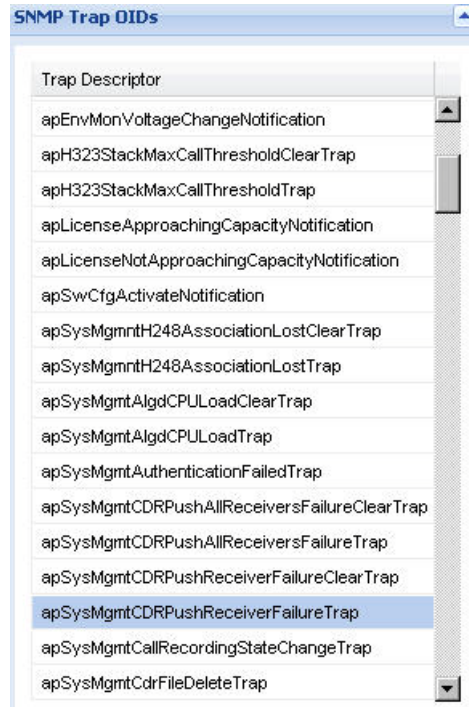 SNMP Trap OIDs
Trap Descriptor
apEnvMonVoltageChangeNotification
apH323StackMaxCallThresholdClearTrap
apH323StackMaxCallThresholdTrap
apLicenseApproachingCapacityNotification
apLicenseNotApproachingCapacityNotification
apSwCfgActivateNotification
apSysMgmntH248AssociationLostClearTrap
apSysMgmntH248AssociationLostTrap
apSysMgmtAlgdCPULoadClearTrap
apSysMgmtAlgdCPULoadTrap
apSysMgmtAuthenticationFailedTrap
apSysMgmtCDRPushAllReceiversFailureClearTrap
apSysMgmtCDRPushAllReceiversFailureTrap
apSysMgmtCDRPushReceiverFailureClearTrap
apSysMgmtCDRPushReceiverFailureTrap
apSysMgmtCallRecordingStateChangeTrap
apSysMgmtCdrFileDeleteTrap